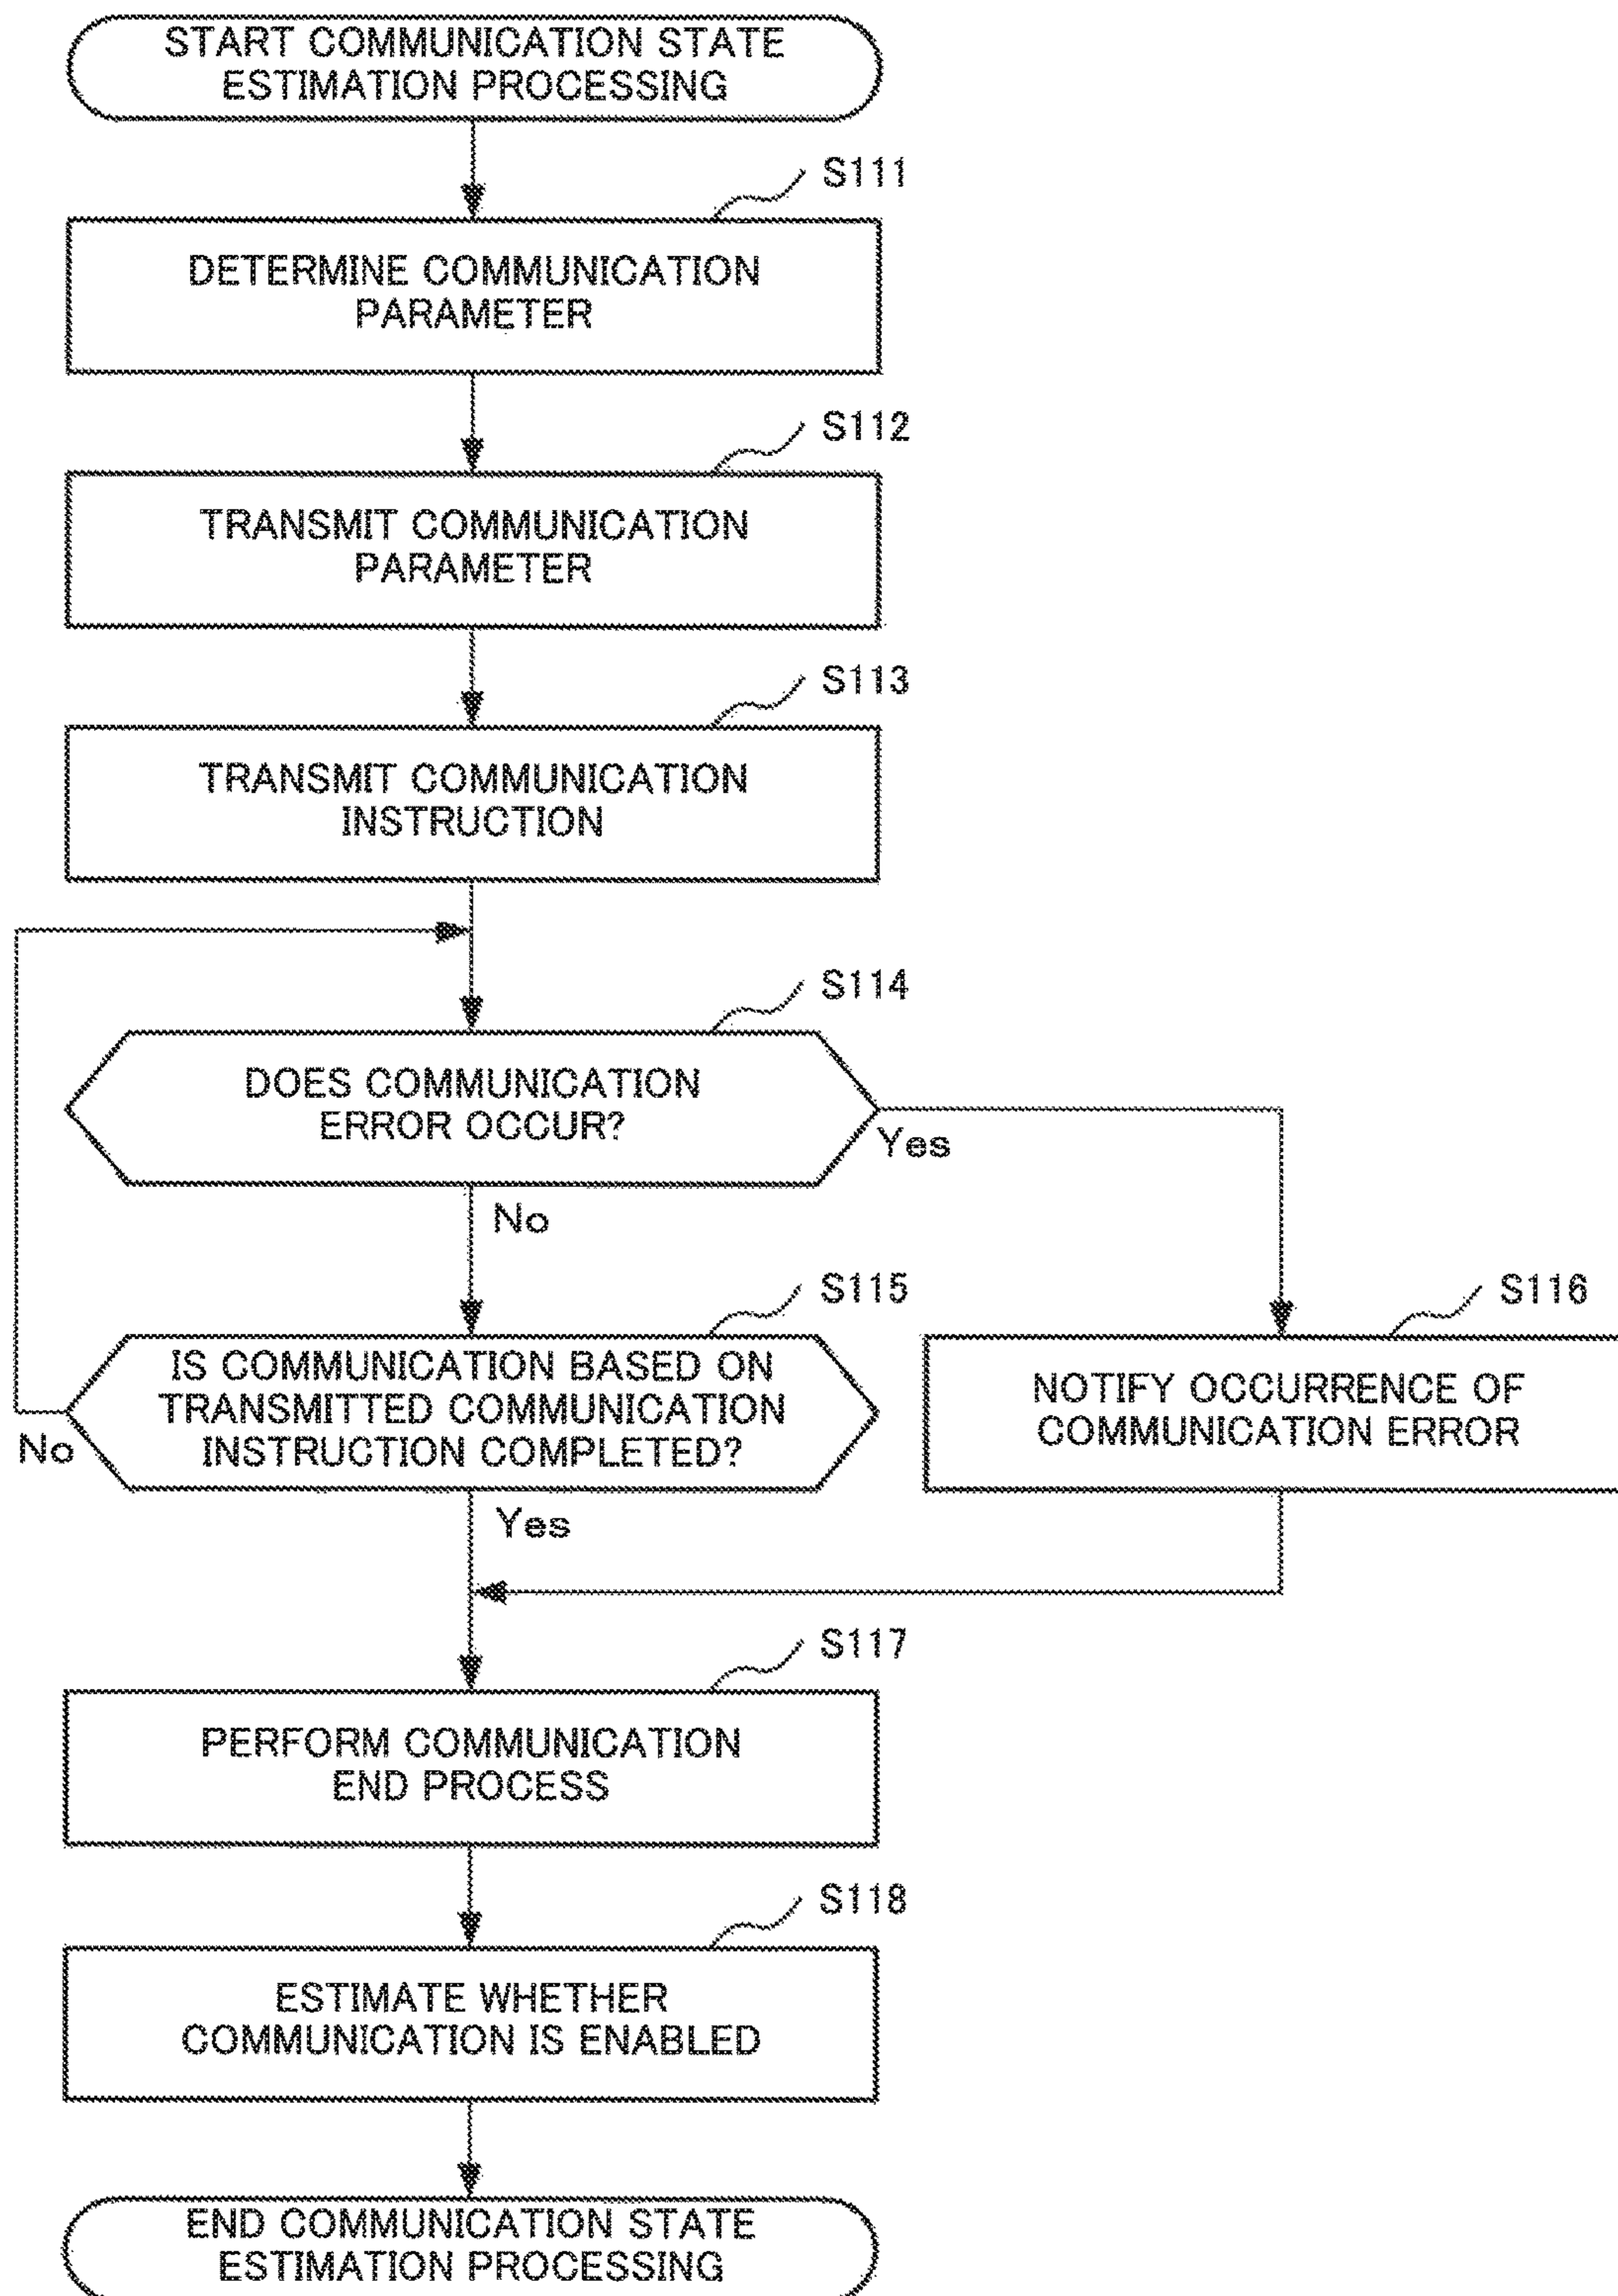 START COMMUNICATION STATE
ESTIMATION PROCESSING
S111
DETERMINE COMMUNICATION
PARAMETER
S112
TRANSMIT COMMUNICATION
PARAMETER
S113
TRANSMIT COMMUNICATION
INSTRUCTION
S114
DOES COMMUNICATION
ERROR OCCUR?
Yes
No
S115
IS COMMUNICATION BASED ON
TRANSMITTED COMMUNICATION
INSTRUCTION COMPLETED?
No
Yes
S116
NOTIFY OCCURRENCE OF
COMMUNICATION ERROR
S117
PERFORM COMMUNICATION
END PROCESS
S118
ESTIMATE WHETHER
COMMUNICATION IS ENABLED
END COMMUNICATION STATE
ESTIMATION PROCESSING